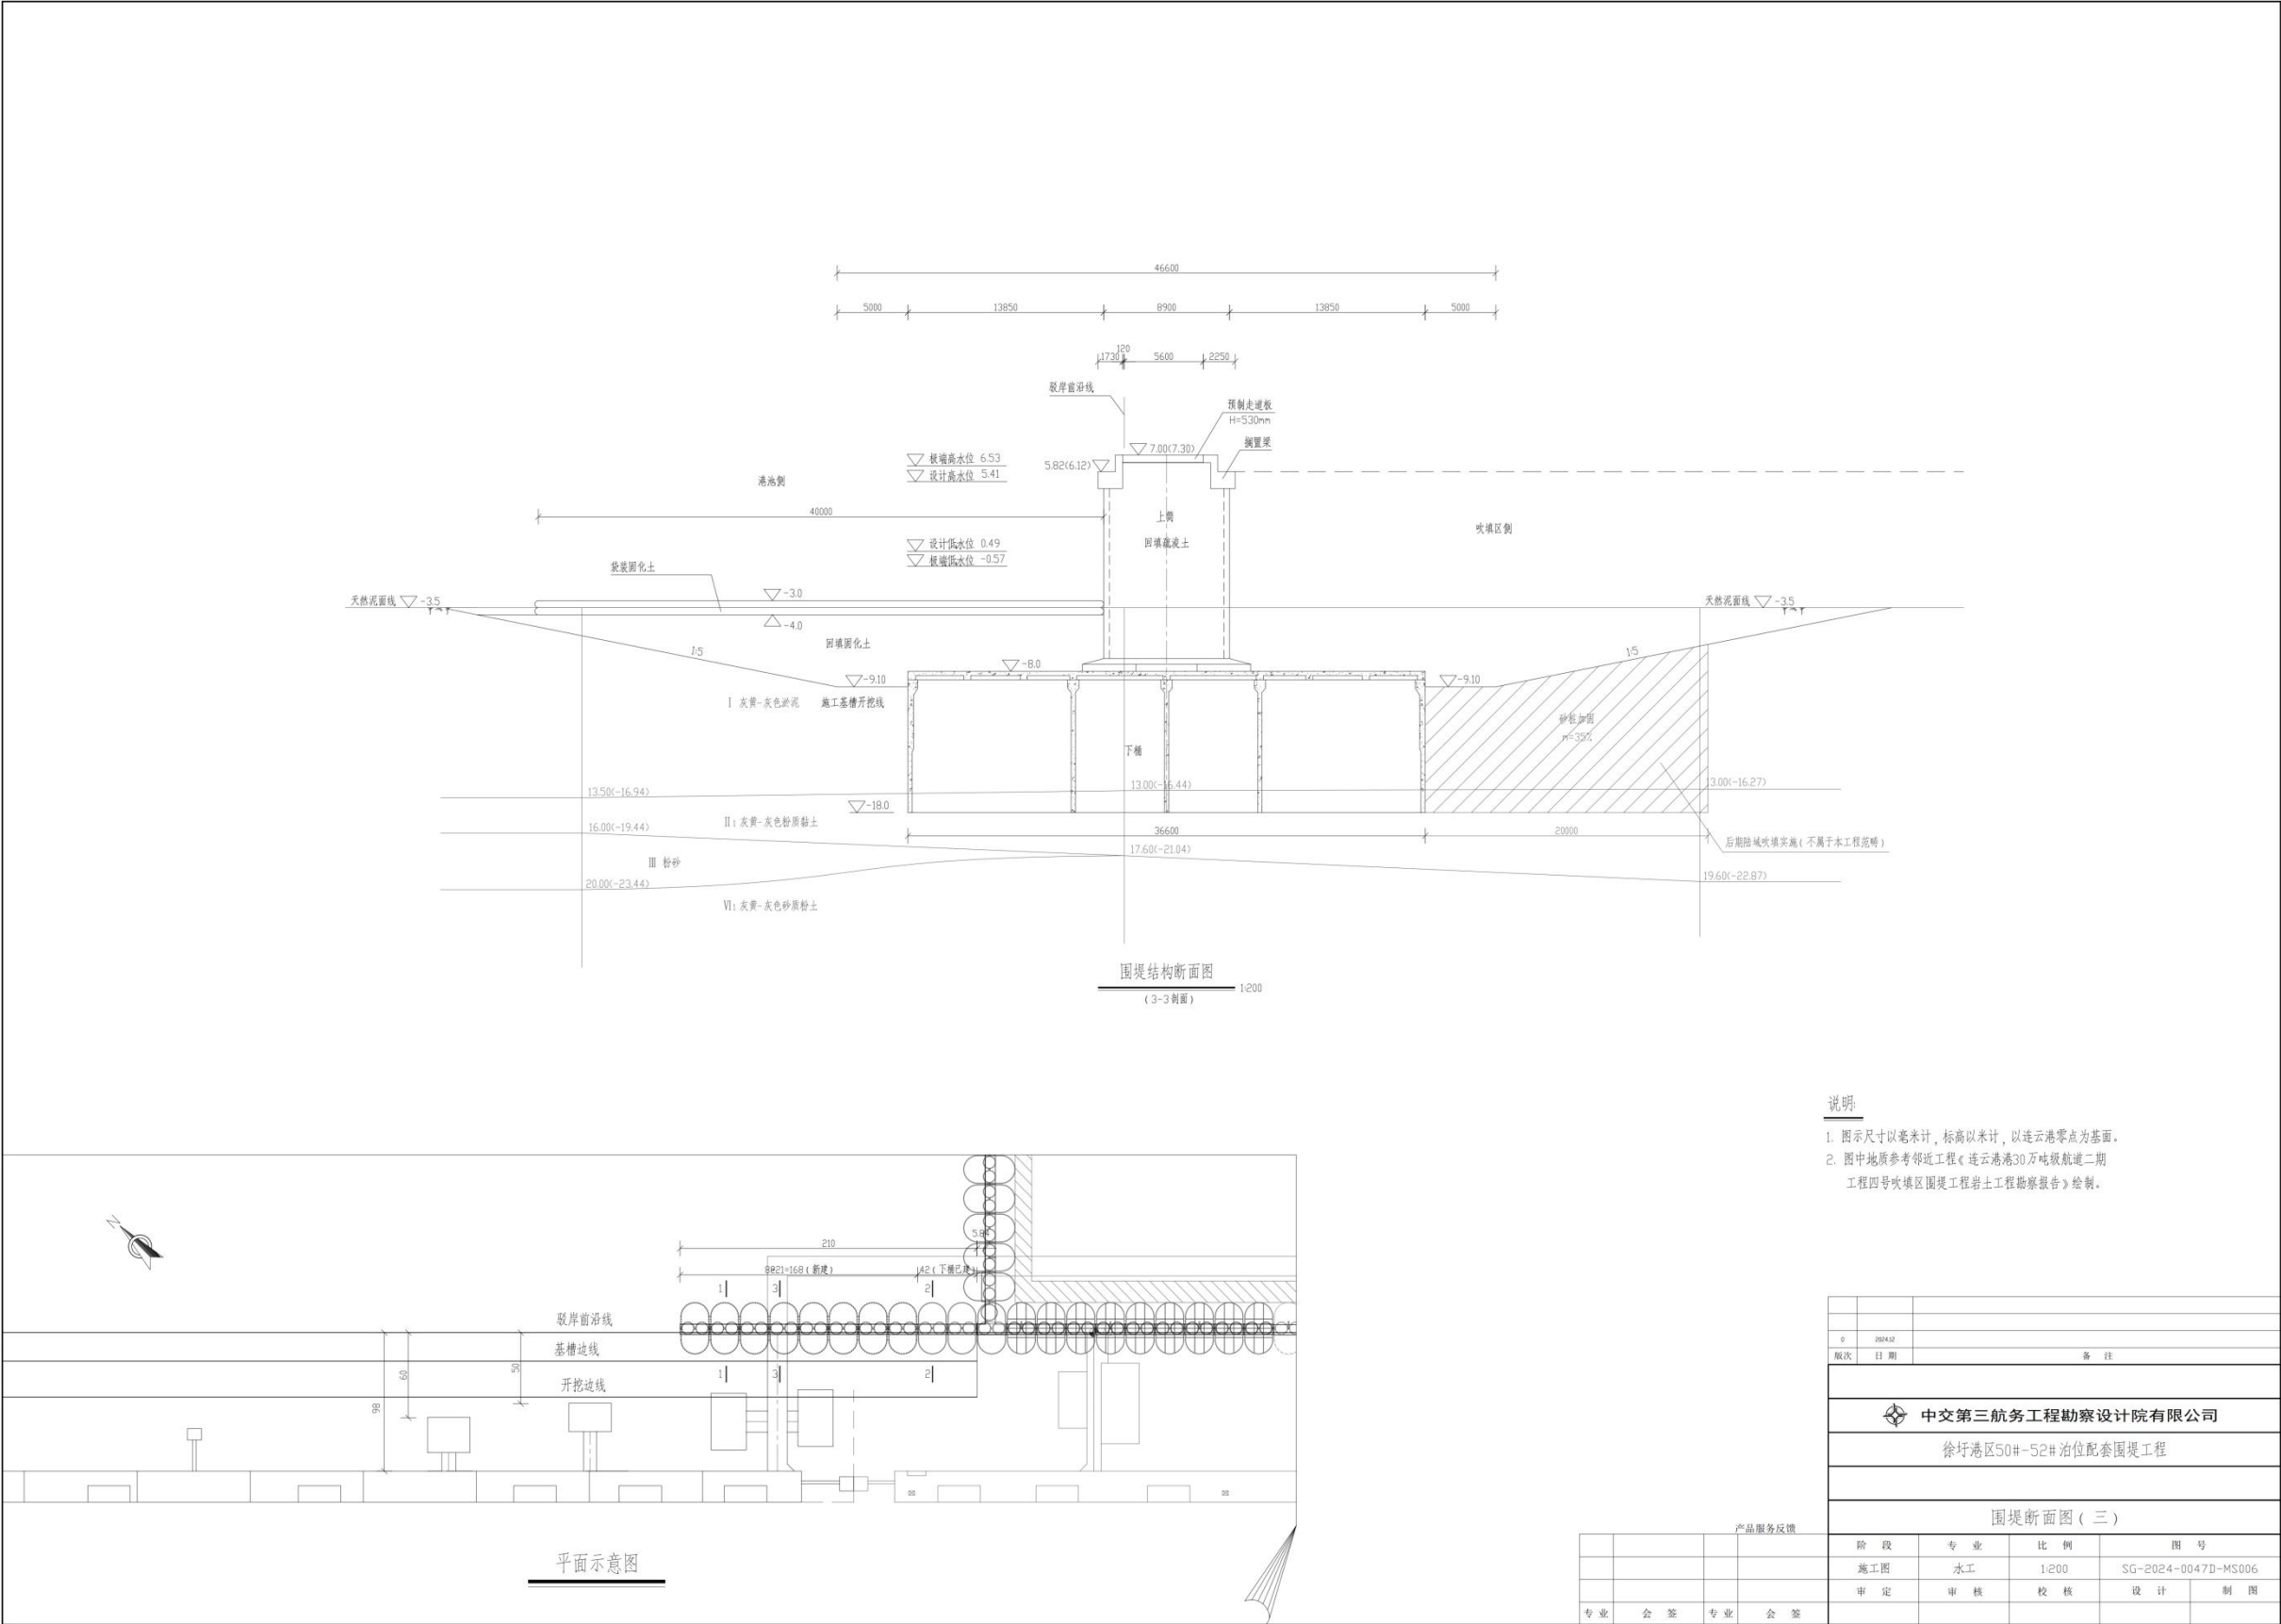 46600
5000
13850
8900
13850
5000
120
1730
5600
2250
驳岸前沿线
预制走道板
H=530mm
搁置梁
7.00(7.30)
5.82(6.12)
极端高水位 6.53
设计高水位 5.41
港池侧
40000
上筒
回填疏浚土
吹填区侧
设计低水位 0.49
极端低水位 -0.57
袋装固化土
天然泥面线
-3.5
-3.0
-4.0
天然泥面线
-3.5
回填固化土
1:5
1:5
-8.0
-9.10
-9.10
I 灰黄-灰色淤泥
施工基槽开挖线
砂桩加固
m=35%
下桶
13.50(-16.94)
13.00(-16.44)
13.00(-16.27)
-18.0
II1 灰黄-灰色粉质黏土
16.00(-19.44)
36600
20000
17.60(-21.04)
后期陆域吹填实施(不属于本工程范畴)
III 粉砂
20.00(-23.44)
19.60(-22.87)
VI1 灰黄-灰色砂质粉土
围堤结构断面图
1:200
(3-3剖面)
说明:
1. 图示尺寸以毫米计,标高以米计,以连云港零点为基面。
2. 图中地质参考邻近工程《连云港港30万吨级航道二期
工程四号吹填区围堤工程岩土工程勘察报告》绘制。
N
5.84
210
8@21=168(新建)
42(下桶已建)
1
3
2
驳岸前沿线
基槽边线
开挖边线
1
3
2
98
60
50
平面示意图
0 2024.12
版次 日期 备 注
中交第三航务工程勘察设计院有限公司
徐圩港区50#-52#泊位配套围堤工程
围堤断面图(三)
产品服务反馈
阶 段 专 业 比 例 图 号
施工图 水工 1:200 SG-2024-0047D-MS006
审 定 审 核 校 核 设 计 制 图
专 业 会 签 专 业 会 签